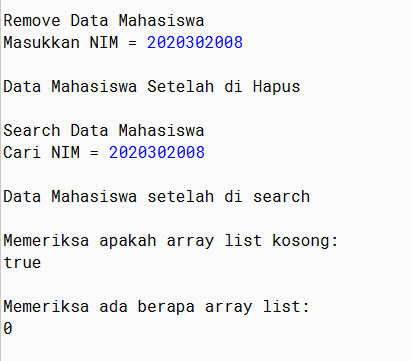 Remove Data Mahasiswa
Masukkan NIM = 2020302008
Data Mahasiswa Setelah di Hapus
Search Data Mahasiswa
Cari NIM = 2020302008
Data Mahasiswa setelah di search
Memeriksa apakah array list kosong:
true
Memeriksa ada berapa array list:
0